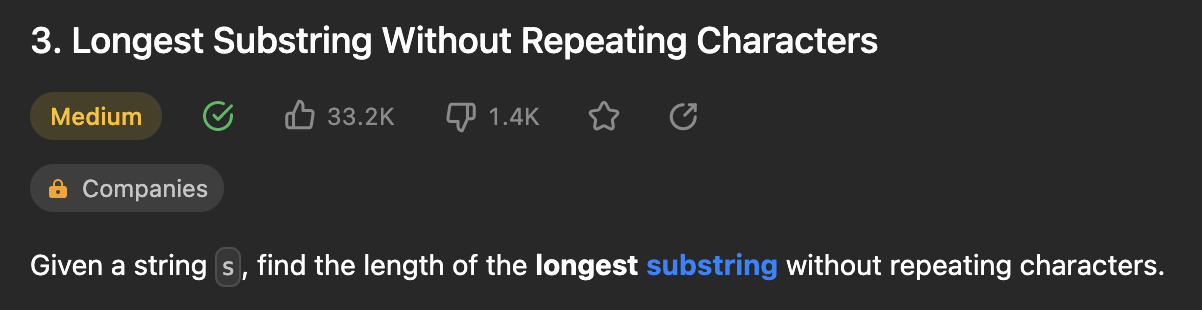 3. Longest Substring Without Repeating Characters
Medium 33.2K 1.4K
Companies
Given a string s, find the length of the longest substring without repeating characters.